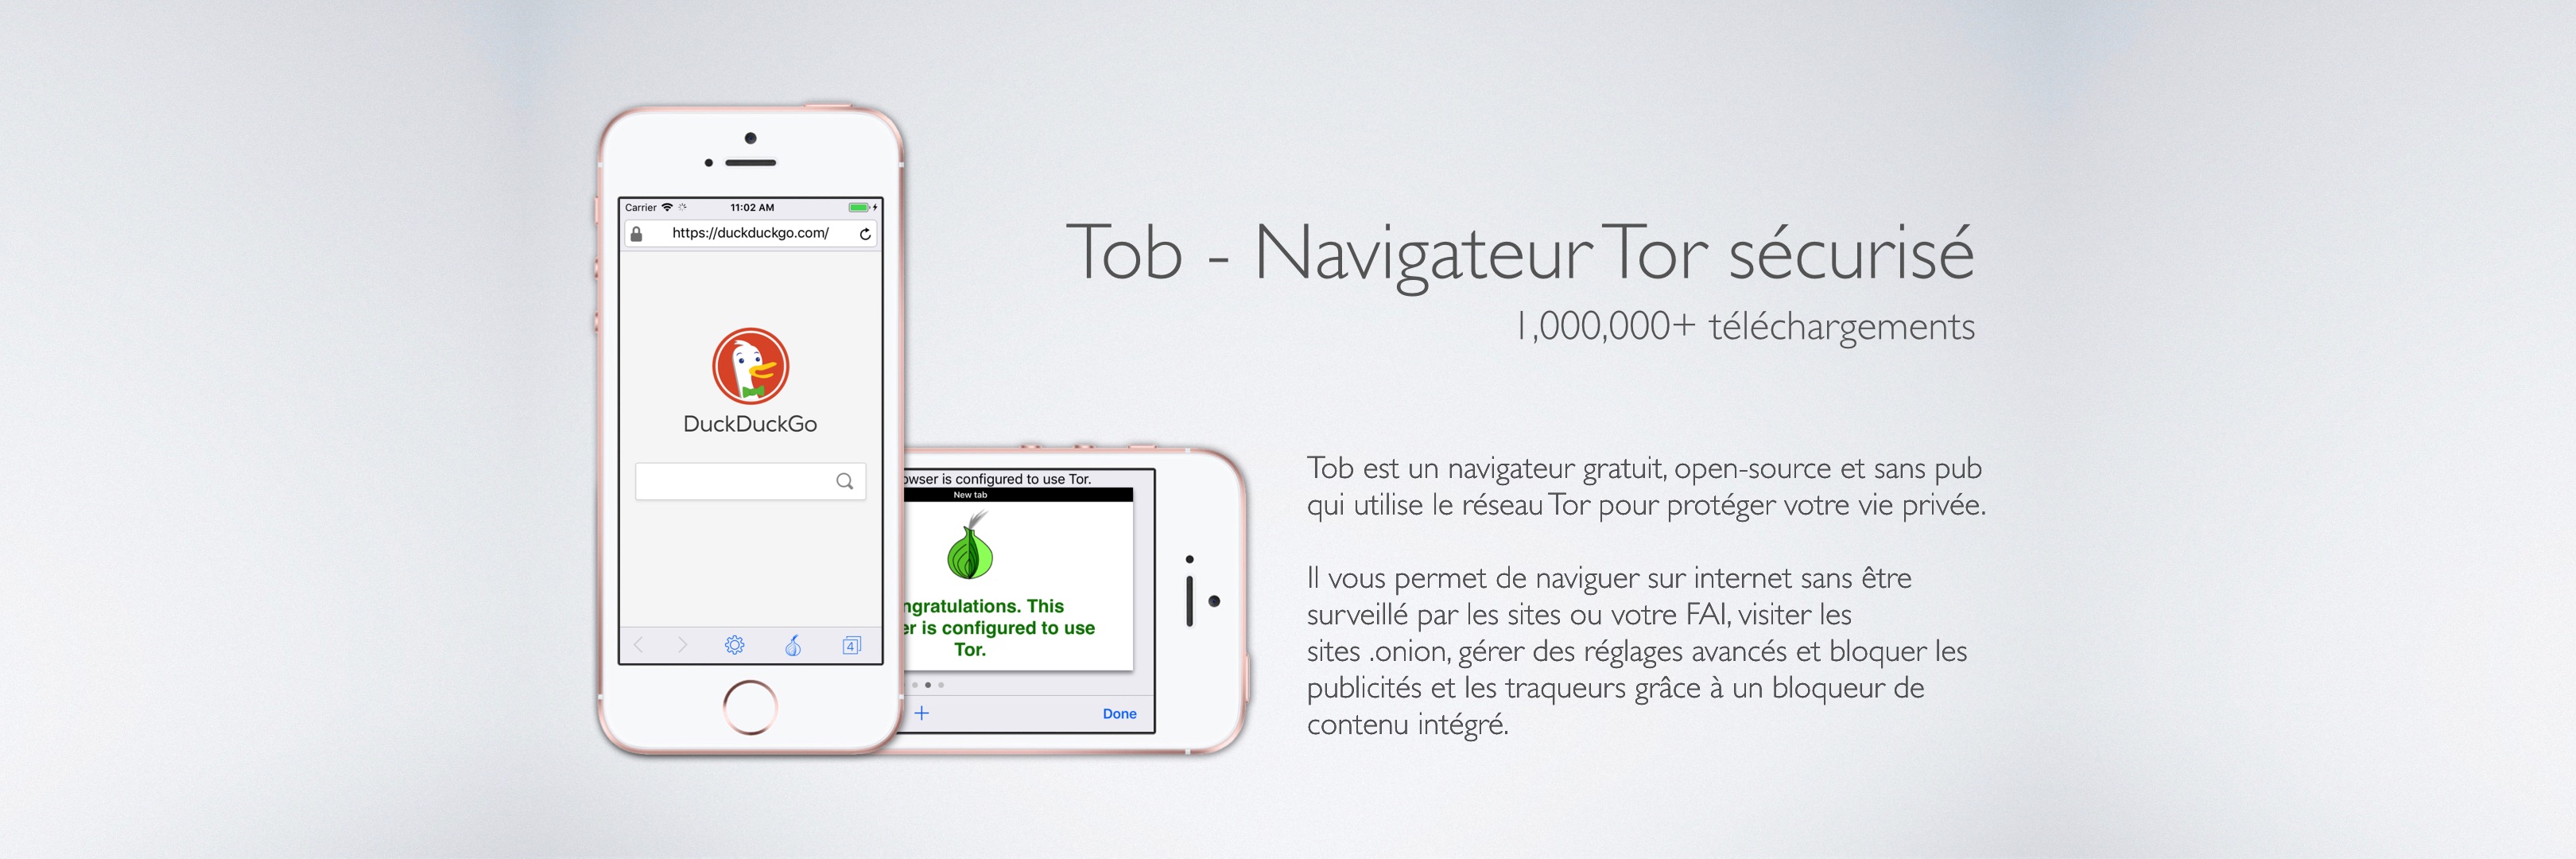 Carrier 11:02 AM
https://duckduckgo.com/
DuckDuckGo
4
is configured to use Tor.
New tab
This
is configured to use
Tor.
+ Done
Tob - Navigateur Tor sécurisé
1,000,000+ téléchargements
Tob est un navigateur gratuit, open-source et sans pub
qui utilise le réseau Tor pour protéger votre vie privée.
Il vous permet de naviguer sur internet sans être
surveillé par les sites ou votre FAI, visiter les
sites .onion, gérer des réglages avancés et bloquer les
publicités et les traqueurs grâce à un bloqueur de
contenu intégré.